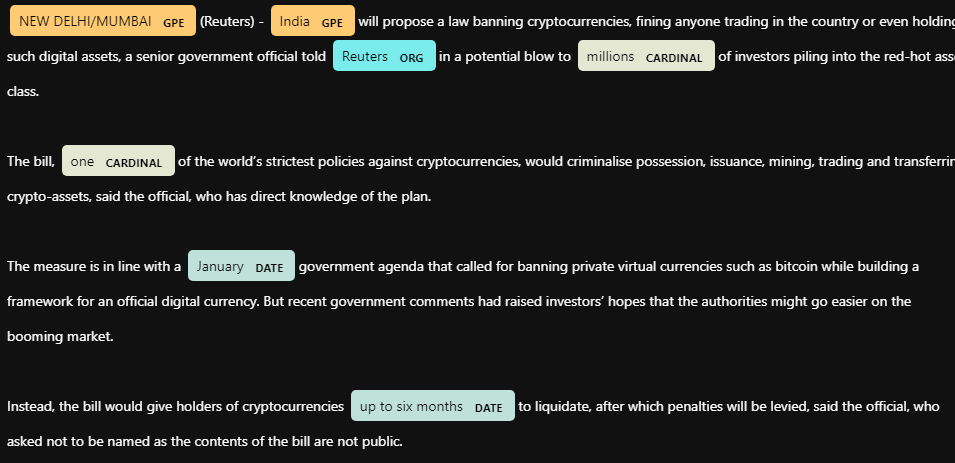 NEW DELHI/MUMBAI GPE (Reuters) - India GPE will propose a law banning cryptocurrencies, fining anyone trading in the country or even holding
such digital assets, a senior government official told Reuters ORG in a potential blow to millions CARDINAL of investors piling into the red-hot asse
class.
The bill, one CARDINAL of the world's strictest policies against cryptocurrencies, would criminalise possession, issuance, mining, trading and transferrin
crypto-assets, said the official, who has direct knowledge of the plan.
The measure is in line with a January DATE government agenda that called for banning private virtual currencies such as bitcoin while building a
framework for an official digital currency. But recent government comments had raised investors' hopes that the authorities might go easier on the
booming market.
Instead, the bill would give holders of cryptocurrencies up to six months DATE to liquidate, after which penalties will be levied, said the official, who
asked not to be named as the contents of the bill are not public.